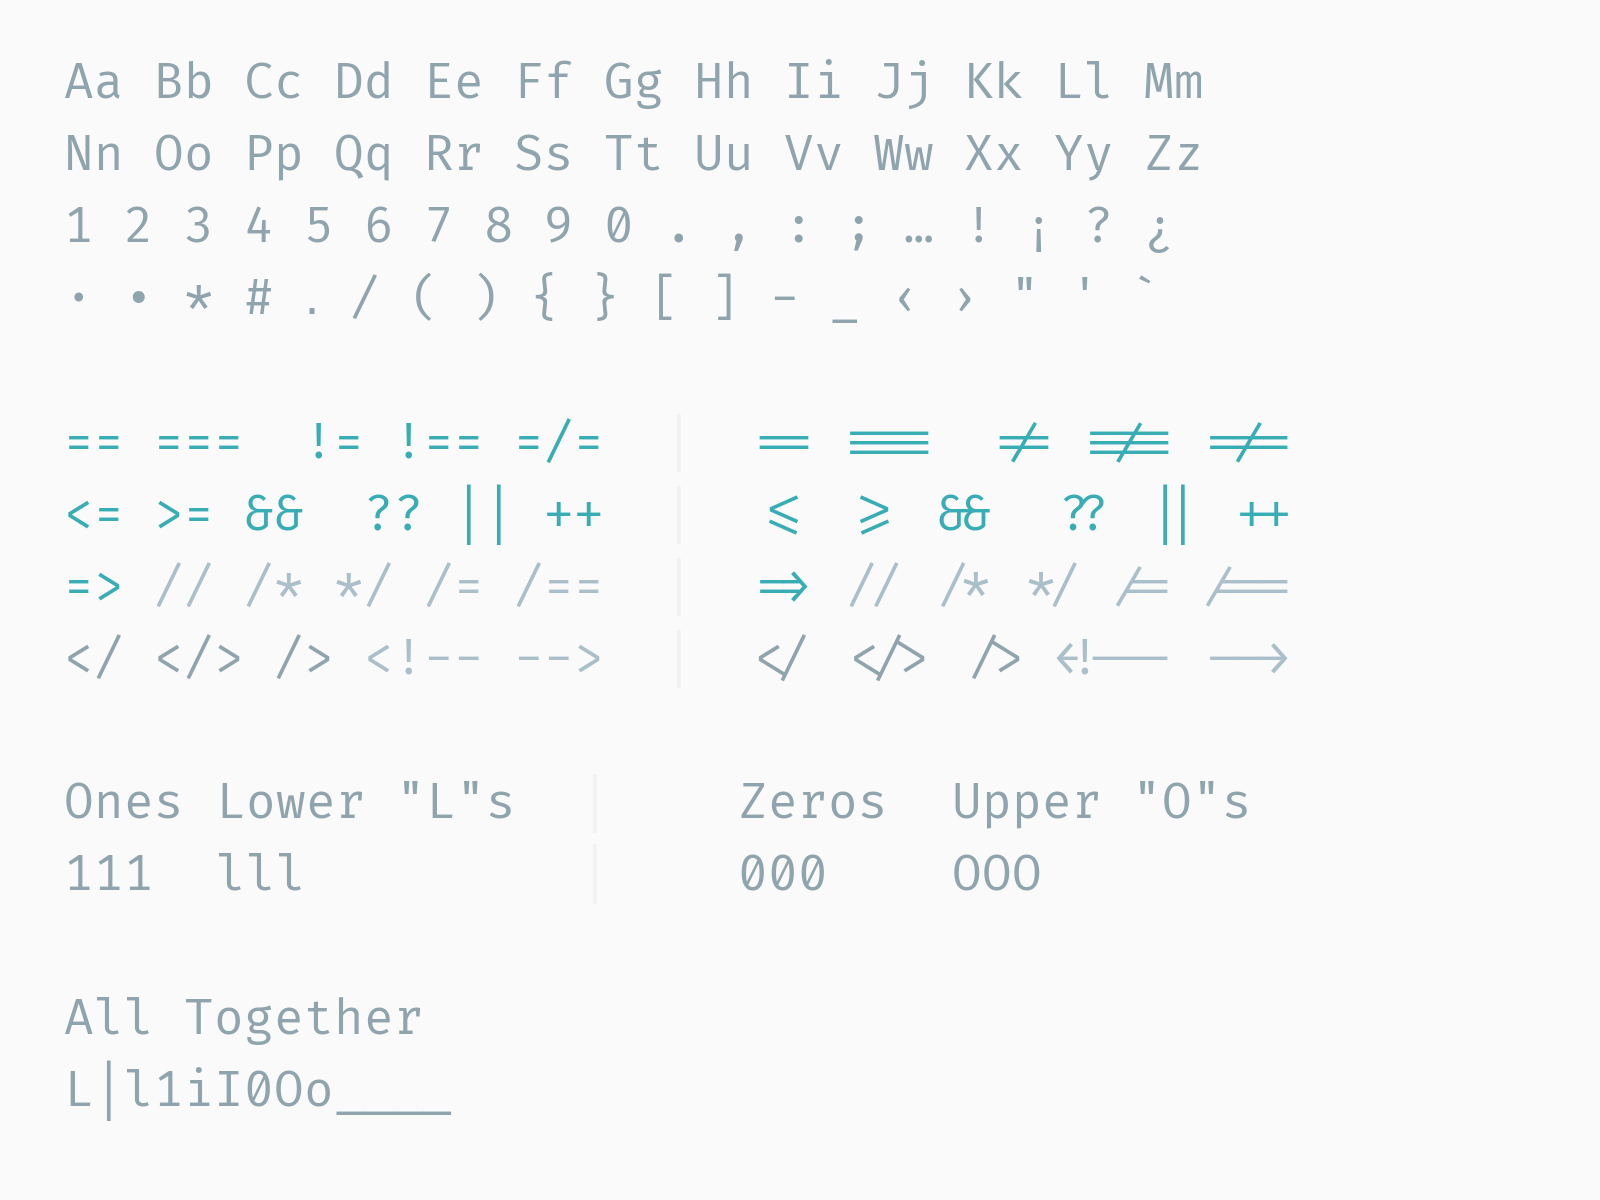 Aa Bb Cc Dd Ee Ff Gg Hh Ii Jj Kk Ll Mm
Nn Oo Pp Qq Rr Ss Tt Uu Vv Ww Xx Yy Zz
1 2 3 4 5 6 7 8 9 0 . , : ; … ! ¡ ? ¿
· • * # . / ( ) { } [ ] – _ ‹ › " ' `
== === != !== =/= | == === != !== =/=
<= >= && ?? || ++ | <= >= && ?? || ++
=> // /* */ /= /== | => // /* */ /= /==
</ </> /> <!-- --> | </ </> /> <!-- -->
Ones Lower "L"s | Zeros Upper "O"s
111 lll | 000 OOO
All Together
L|l1iI0Oo____